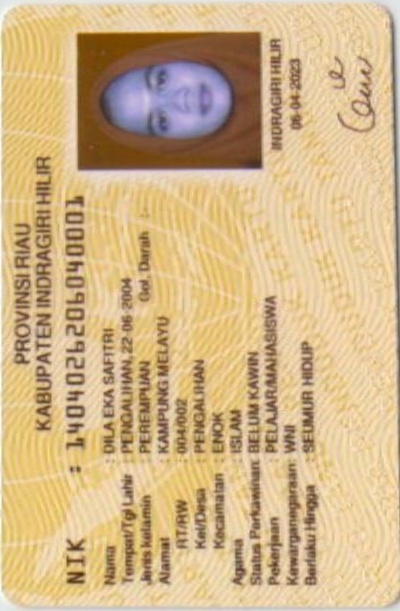 PROVINSI RIAU
KABUPATEN INDRAGIRI HILIR
NIK : 1404026206040001
Nama : DILA EKA SAFITRI
Tempat/Tgl Lahir : PENGALIHAN, 22-06-2004
Jenis kelamin : PEREMPUAN Gol. Darah :-
Alamat : KAMPUNG MELAYU
RT/RW : 004/002
Kel/Desa : PENGALIHAN
Kecamatan : ENOK
Agama : ISLAM
Status Perkawinan: BELUM KAWIN
Pekerjaan : PELAJAR/MAHASISWA
Kewarganegaraan: WNI
Berlaku Hingga : SEUMUR HIDUP
INDRAGIRI HILIR
06-04-2023